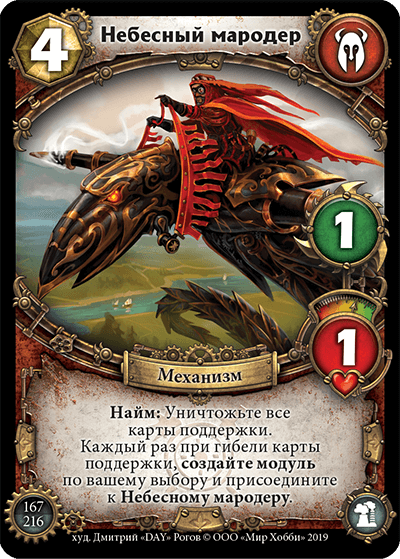 4
Небесный мародер
1
1
Механизм
Найм: Уничтожьте все
карты поддержки.
Каждый раз при гибели карты
поддержки, создайте модуль
по вашему выбору и присоедините
к Небесному мародеру.
167
216
худ. Дмитрий «DAY» Рогов © ООО «Мир Хобби» 2019